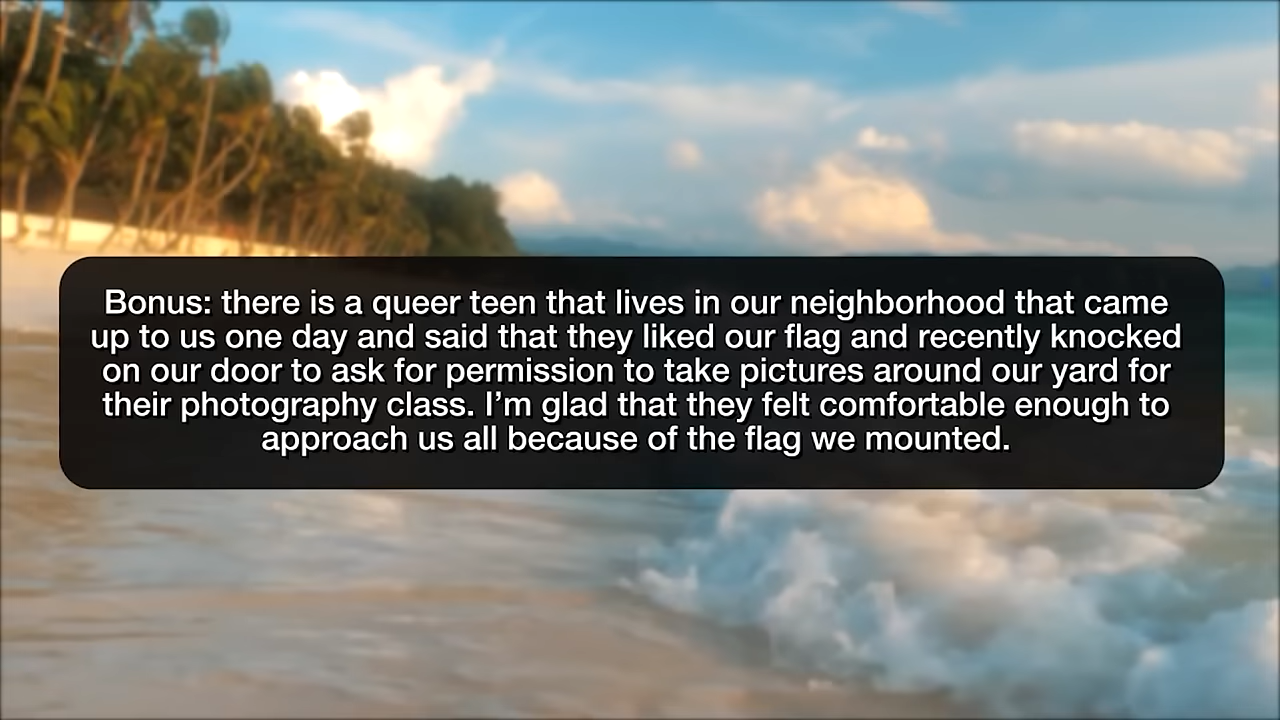 Bonus: there is a queer teen that lives in our neighborhood that came
up to us one day and said that they liked our flag and recently knocked
on our door to ask for permission to take pictures around our yard for
their photography class. I’m glad that they felt comfortable enough to
approach us all because of the flag we mounted.